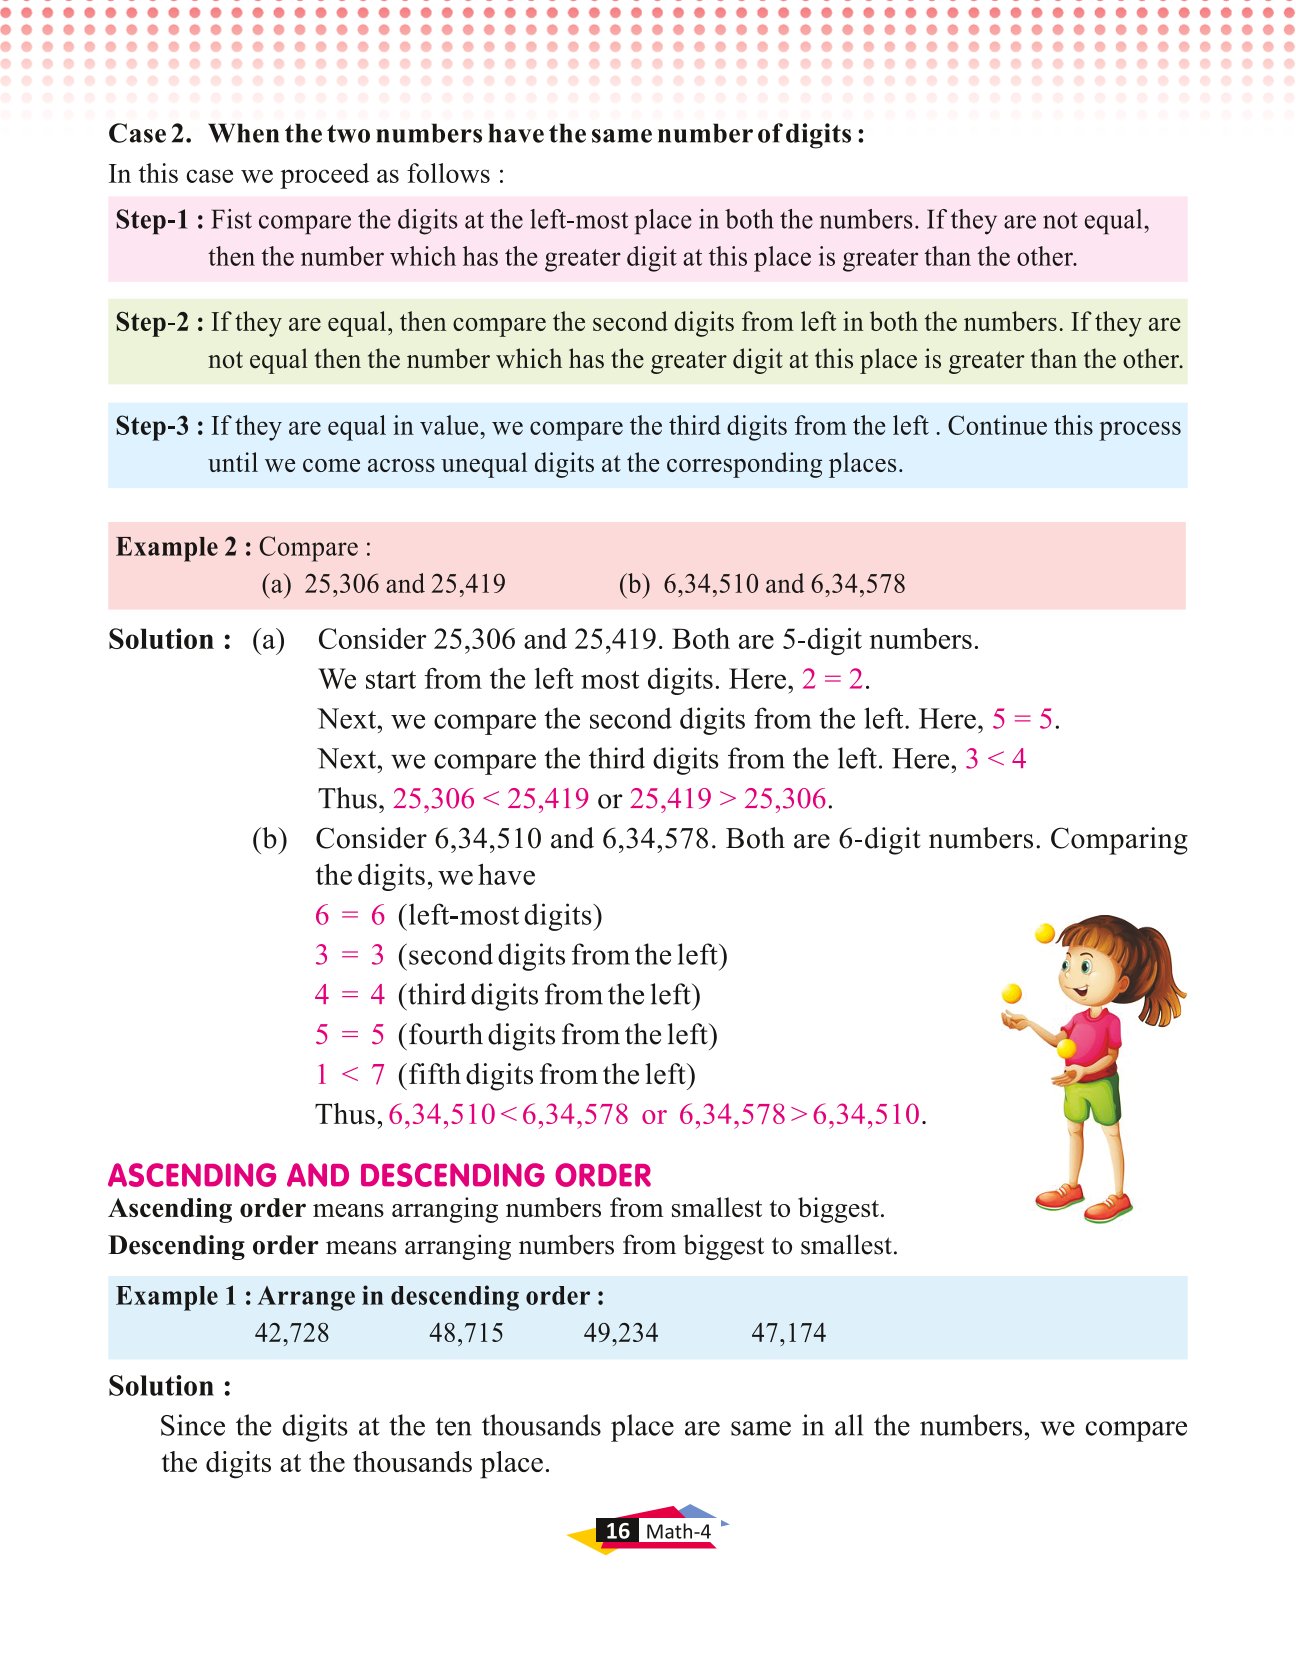 Case 2. When the two numbers have the same number of digits :
In this case we proceed as follows :
Step-1 : Fist compare the digits at the left-most place in both the numbers. If they are not equal,
then the number which has the greater digit at this place is greater than the other.
Step-2 : If they are equal, then compare the second digits from left in both the numbers. If they are
not equal then the number which has the greater digit at this place is greater than the other.
Step-3 : If they are equal in value, we compare the third digits from the left . Continue this process
until we come across unequal digits at the corresponding places.
Example 2 : Compare :
(a) 25,306 and 25,419 (b) 6,34,510 and 6,34,578
Solution : (a) Consider 25,306 and 25,419. Both are 5-digit numbers.
We start from the left most digits. Here, 2 = 2.
Next, we compare the second digits from the left. Here, 5 = 5.
Next, we compare the third digits from the left. Here, 3 < 4
Thus, 25,306 < 25,419 or 25,419 > 25,306.
(b) Consider 6,34,510 and 6,34,578. Both are 6-digit numbers. Comparing
the digits, we have
6 = 6 (left-most digits)
3 = 3 (second digits from the left)
4 = 4 (third digits from the left)
5 = 5 (fourth digits from the left)
1 < 7 (fifth digits from the left)
Thus, 6,34,510 < 6,34,578 or 6,34,578 > 6,34,510.
ASCENDING AND DESCENDING ORDER
Ascending order means arranging numbers from smallest to biggest.
Descending order means arranging numbers from biggest to smallest.
Example 1 : Arrange in descending order :
42,728 48,715 49,234 47,174
Solution :
Since the digits at the ten thousands place are same in all the numbers, we compare
the digits at the thousands place.
16 Math-4